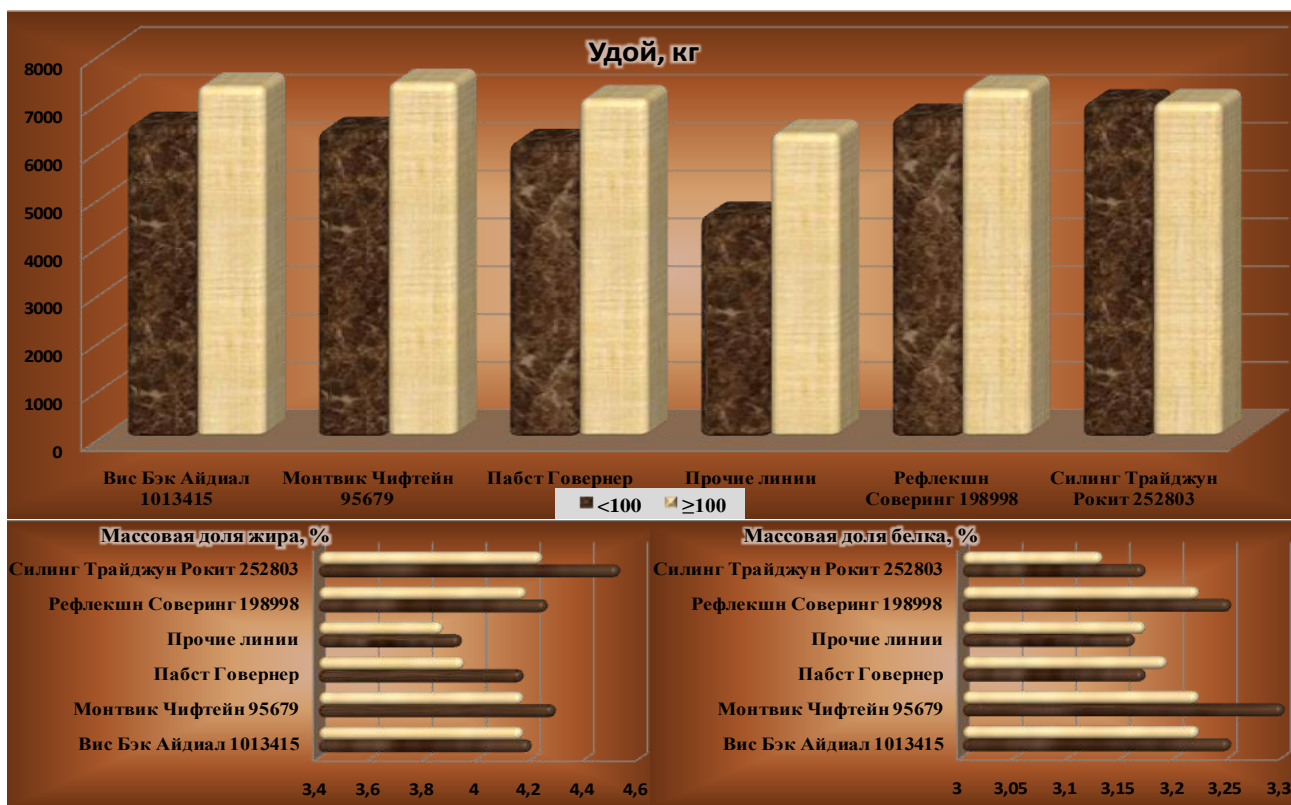 Удой, кг
8000
7000
6000
5000
4000
3000
2000
1000
0
Вис Бэк Айдиал
1013415
Монтвик Чифтейн
95679
Пабст Говернер
Прочие линии
Рефлекшн
Соверинг 198998
Силинг Трайджун
Рокит 252803
<100 ≥100
Массовая доля жира, %
Силинг Трайджун Рокит 252803
Рефлекшн Соверинг 198998
Прочие линии
Пабст Говернер
Монтвик Чифтейн 95679
Вис Бэк Айдиал 1013415
3,4 3,6 3,8 4 4,2 4,4 4,6
Массовая доля белка, %
Силинг Трайджун Рокит 252803
Рефлекшн Соверинг 198998
Прочие линии
Пабст Говернер
Монтвик Чифтейн 95679
Вис Бэк Айдиал 1013415
3 3,05 3,1 3,15 3,2 3,25 3,3